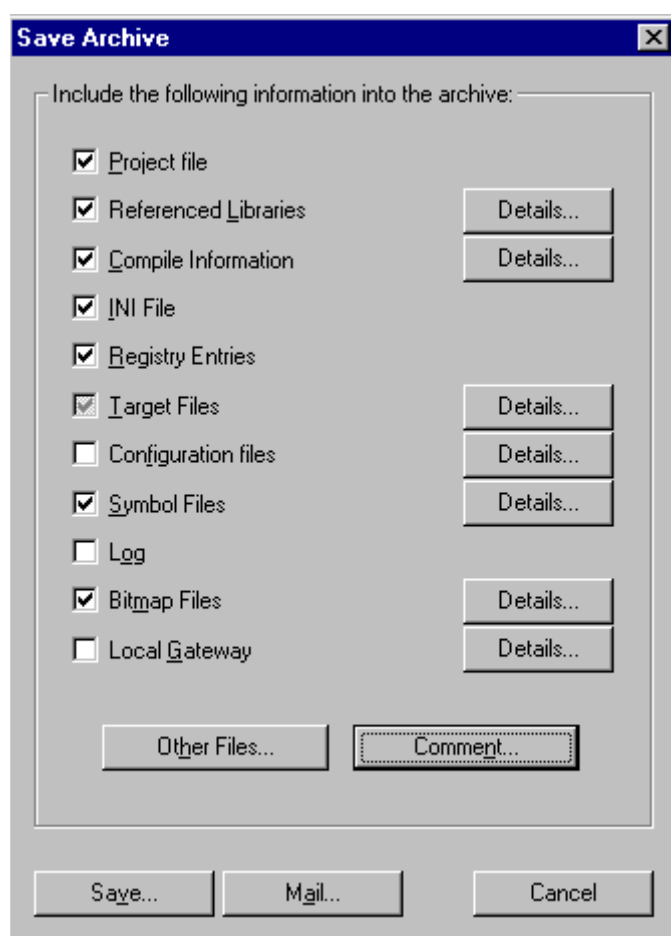 Save Archive
Include the following information into the archive:
Project file
Referenced Libraries Details...
Compile Information Details...
INI File
Registry Entries
Target Files Details...
Configuration files Details...
Symbol Files Details...
Log
Bitmap Files Details...
Local Gateway Details...
Other Files... Comment...
Save... Mail... Cancel